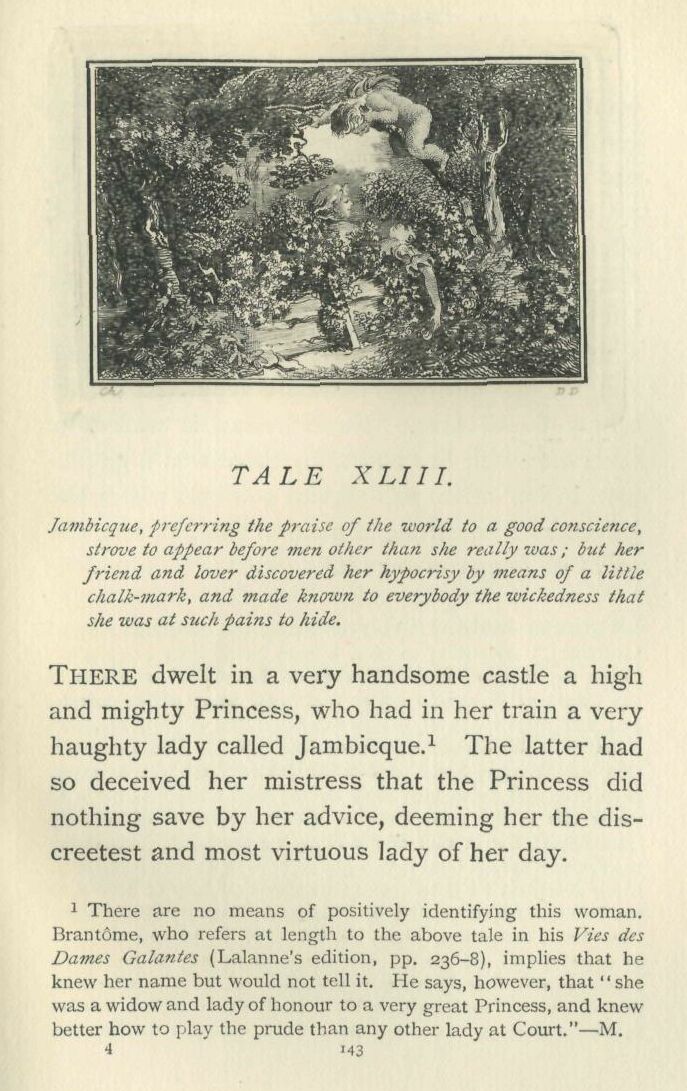 TALE XLIII.
Jambicque, preferring the praise of the world to a good conscience,
strove to appear before men other than she really was; but her
friend and lover discovered her hypocrisy by means of a little
chalk-mark, and made known to everybody the wickedness that
she was at such pains to hide.
THERE dwelt in a very handsome castle a high
and mighty Princess, who had in her train a very
haughty lady called Jambicque.¹ The latter had
so deceived her mistress that the Princess did
nothing save by her advice, deeming her the dis-
creetest and most virtuous lady of her day.
¹ There are no means of positively identifying this woman.
Brantôme, who refers at length to the above tale in his Vies des
Dames Galantes (Lalanne's edition, pp. 236–8), implies that he
knew her name but would not tell it. He says, however, that "she
was a widow and lady of honour to a very great Princess, and knew
better how to play the prude than any other lady at Court."—M.
4 143